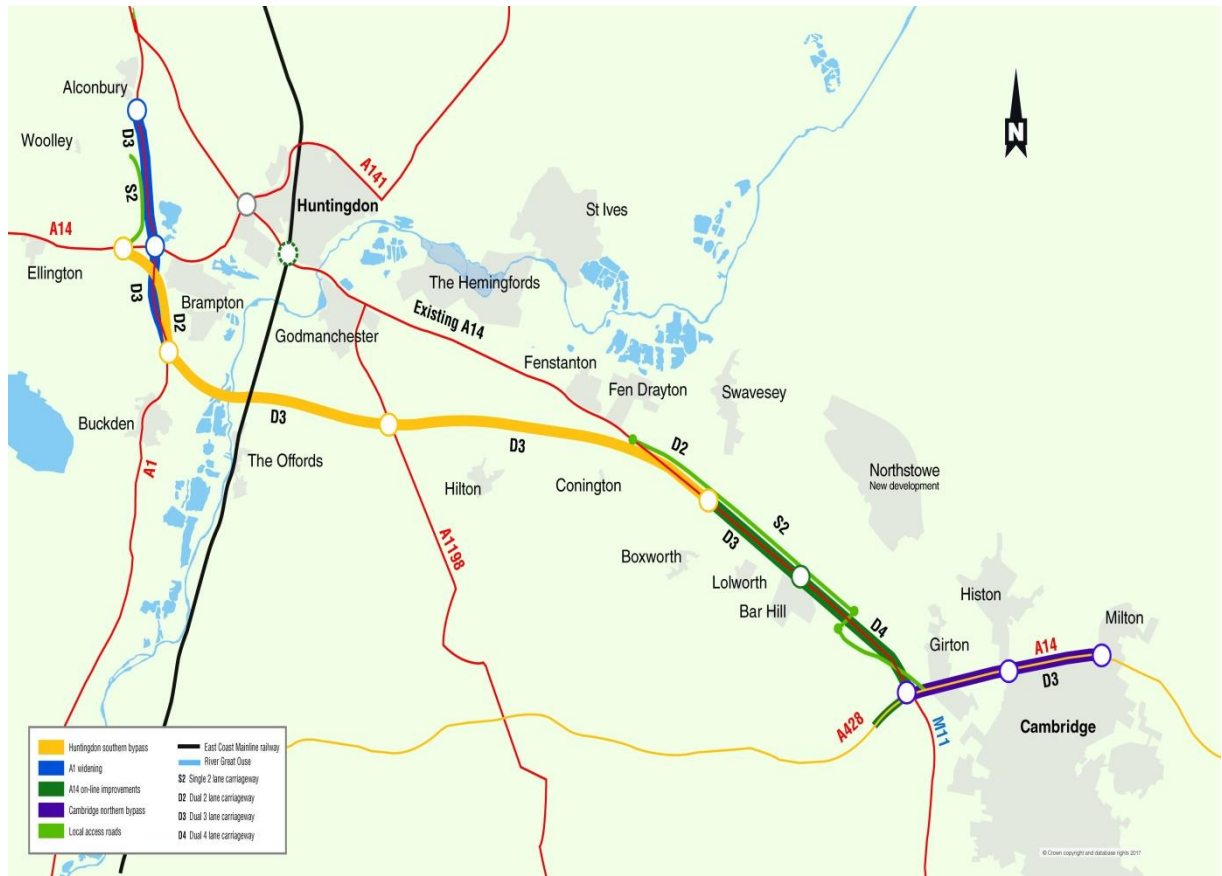 Alconbury
Woolley
D3
S2
A14
Ellington
D3
D2
Brampton
Huntingdon
A141
St Ives
The Hemingfords
Godmanchester
Existing A14
N
Fenstanton
Fen Drayton
Swavesey
Buckden
A1
D3
The Offords
D3
D2
Hilton
Conington
Northstowe
New development
A1198
S2
D3
Boxworth
Lolworth
Bar Hill
D4
Histon
Girton
Milton
A14
D3
A428
M11
Cambridge
Huntingdon southern bypass
A1 widening
A14 on-line improvements
Cambridge northern bypass
Local access roads
East Coast Mainline railway
River Great Ouse
S2 Single 2 lane carriageway
D2 Dual 2 lane carriageway
D3 Dual 3 lane carriageway
D4 Dual 4 lane carriageway
© Crown copyright and database rights 2017